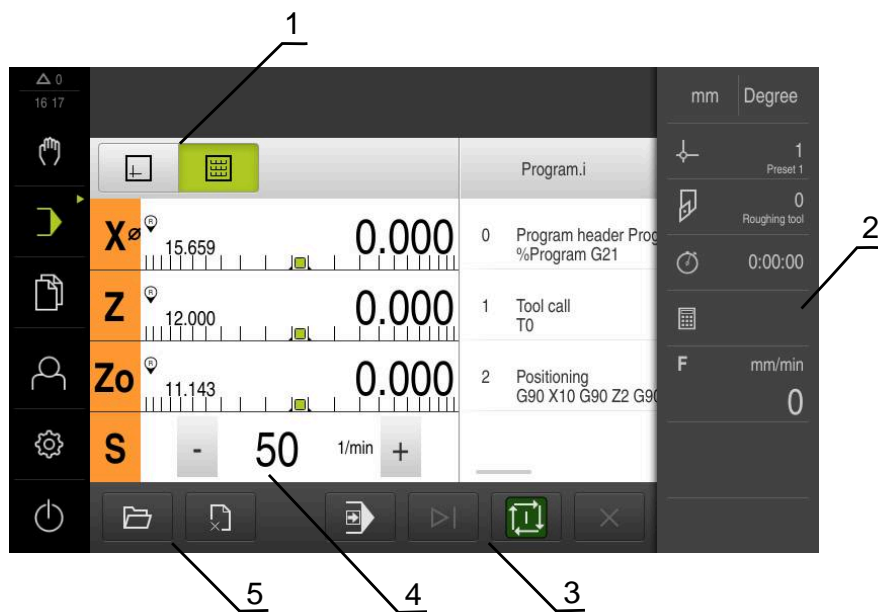 1
0
16 17
mm Degree
1
Preset 1
0
Roughing tool
0:00:00
2
F mm/min
0
Program.i
X⌀ R 15.659 0.000
Z R 12.000 0.000
Zo R 11.143 0.000
S - 50 1/min +
0 Program header Prog
%Program G21
1 Tool call
T0
2 Positioning
G90 X10 G90 Z2 G90
5
4
3